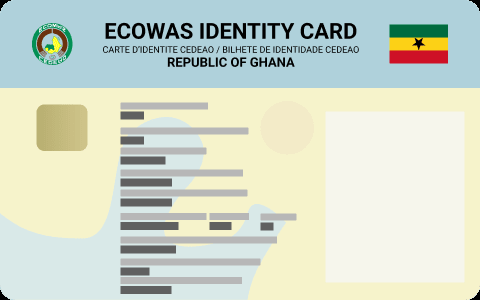 ECOWAS IDENTITY CARD
CARTE D'IDENTITE CEDEAO / BILHETE DE IDENTIDADE CEDEAO
REPUBLIC OF GHANA
ECOWAS
CEDEAO